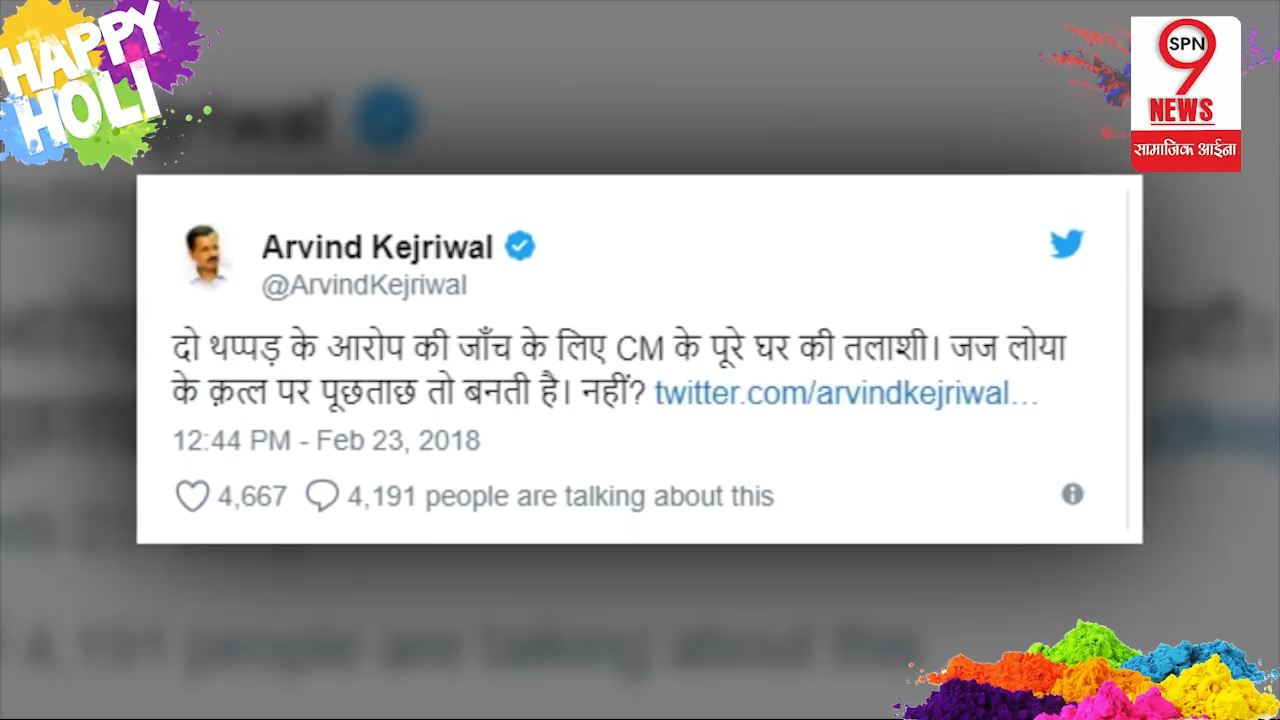 HAPPY
HOLI
SPN
9
NEWS
सामाजिक आईना
Arvind Kejriwal
@ArvindKejriwal
दो थप्पड़ के आरोप की जाँच के लिए CM के पूरे घर की तलाशी। जज लोया
के क़त्ल पर पूछताछ तो बनती है। नहीं? twitter.com/arvindkejriwal…
12:44 PM - Feb 23, 2018
4,667 4,191 people are talking about this